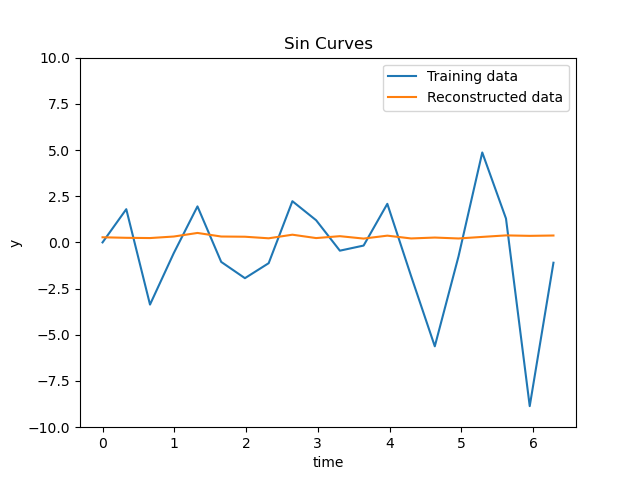 Sin Curves
Training data
Reconstructed data
10.0
7.5
5.0
2.5
0.0
−2.5
−5.0
−7.5
−10.0
y
0 1 2 3 4 5 6
time